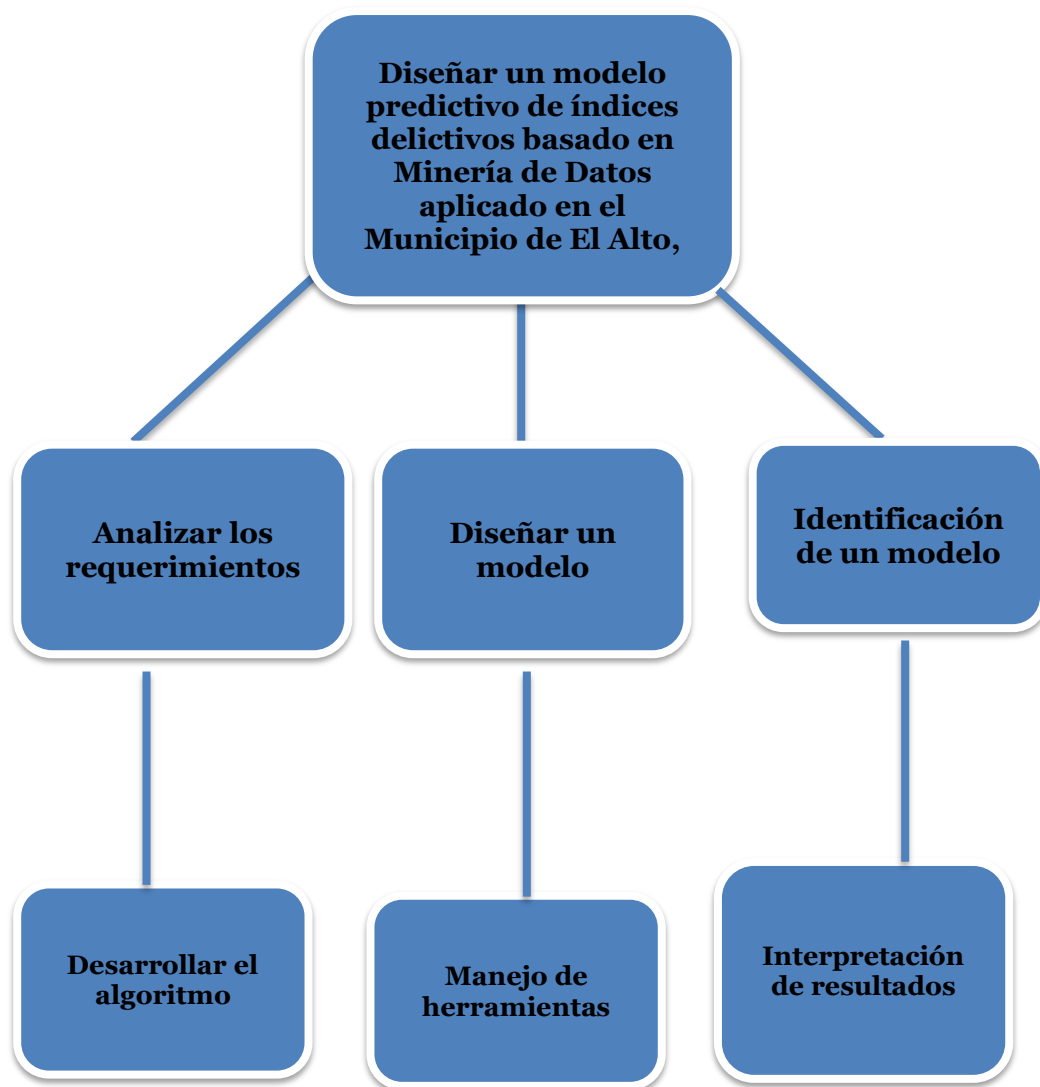 Diseñar un modelo
predictivo de índices
delictivos basado en
Minería de Datos
aplicado en el
Municipio de El Alto,
Analizar los
requerimientos
Diseñar un
modelo
Identificación
de un modelo
Desarrollar el
algoritmo
Manejo de
herramientas
Interpretación
de resultados